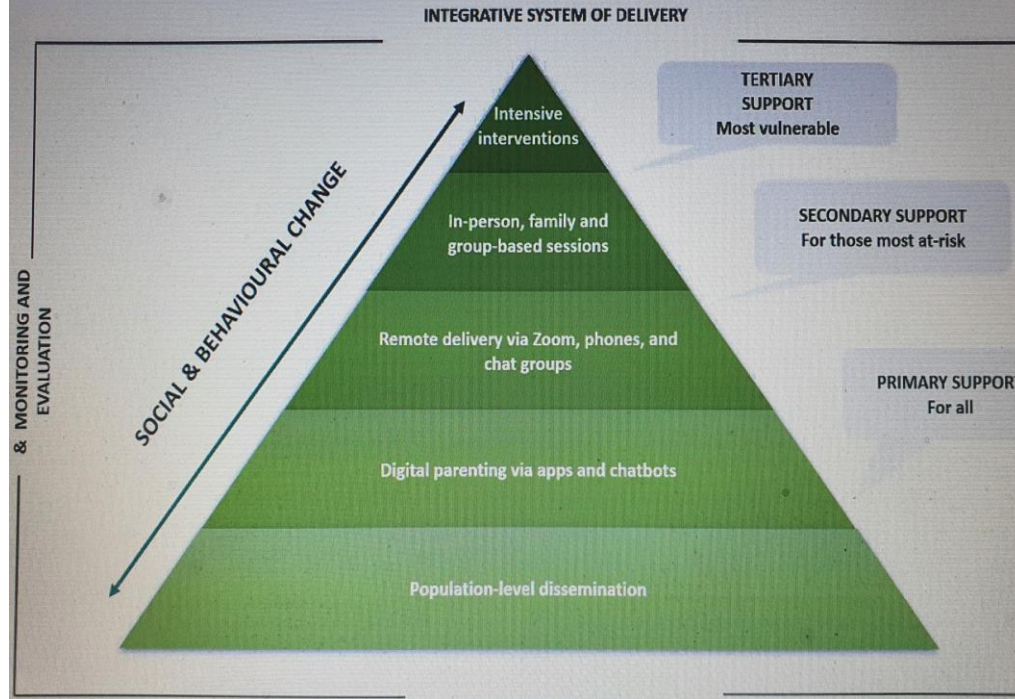 INTEGRATIVE SYSTEM OF DELIVERY
TERTIARY
SUPPORT
Most vulnerable
Intensive
interventions
SECONDARY SUPPORT
For those most at-risk
In-person, family and
group-based sessions
SOCIAL & BEHAVIOURAL CHANGE
& MONITORING AND
EVALUATION
Remote delivery via Zoom, phones, and
chat groups
PRIMARY SUPPOR
For all
Digital parenting via apps and chatbots
Population-level dissemination